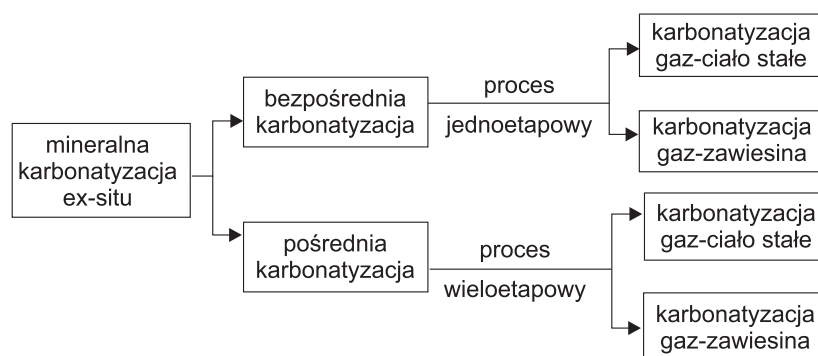 mineralna
karbonatyzacja
ex-situ
bezpośrednia
karbonatyzacja
proces
jednoetapowy
karbonatyzacja
gaz-ciało stałe
karbonatyzacja
gaz-zawiesina
pośrednia
karbonatyzacja
proces
wieloetapowy
karbonatyzacja
gaz-ciało stałe
karbonatyzacja
gaz-zawiesina